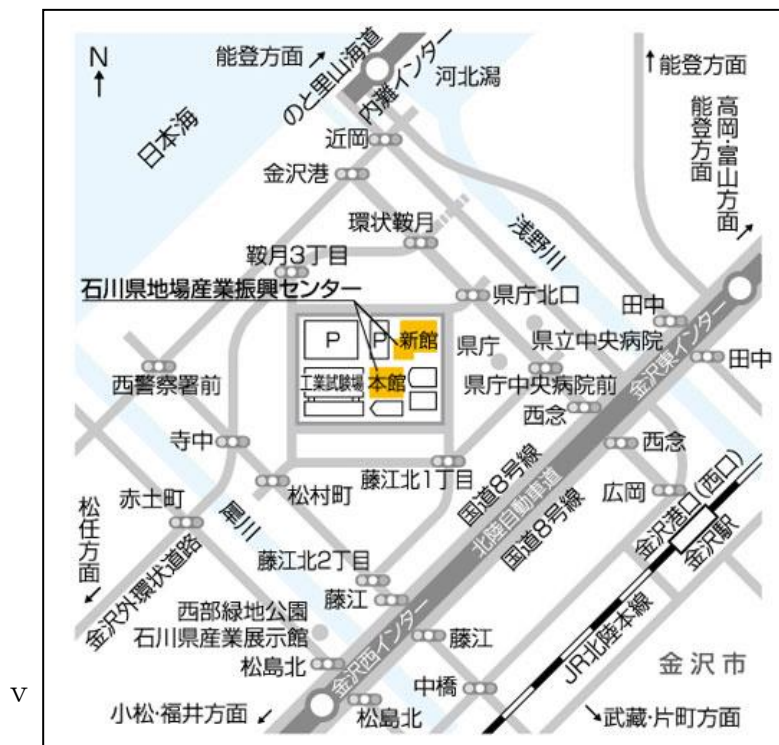 N
能登方面
のと里山海道
内灘インター
河北潟
能登方面
高岡・富山方面
能登方面
日本海
近岡
金沢港
環状鞍月
浅野川
鞍月3丁目
石川県地場産業振興センター
県庁北口
田中
P
P
新館
県庁
県立中央病院
金沢東インター
田中
西警察署前
工業試験場
本館
県庁中央病院前
西念
寺中
西念
藤江北1丁目
国道8号線
北陸自動車道
国道8号線
広岡
松村町
赤土町
犀川
金沢港口(西口)
金沢駅
松任方面
金沢外環状道路
藤江北2丁目
藤江
西部緑地公園
石川県産業展示館
藤江
JR北陸本線
松島北
金沢西インター
中橋
金沢市
V
小松・福井方面
松島北
武蔵・片町方面